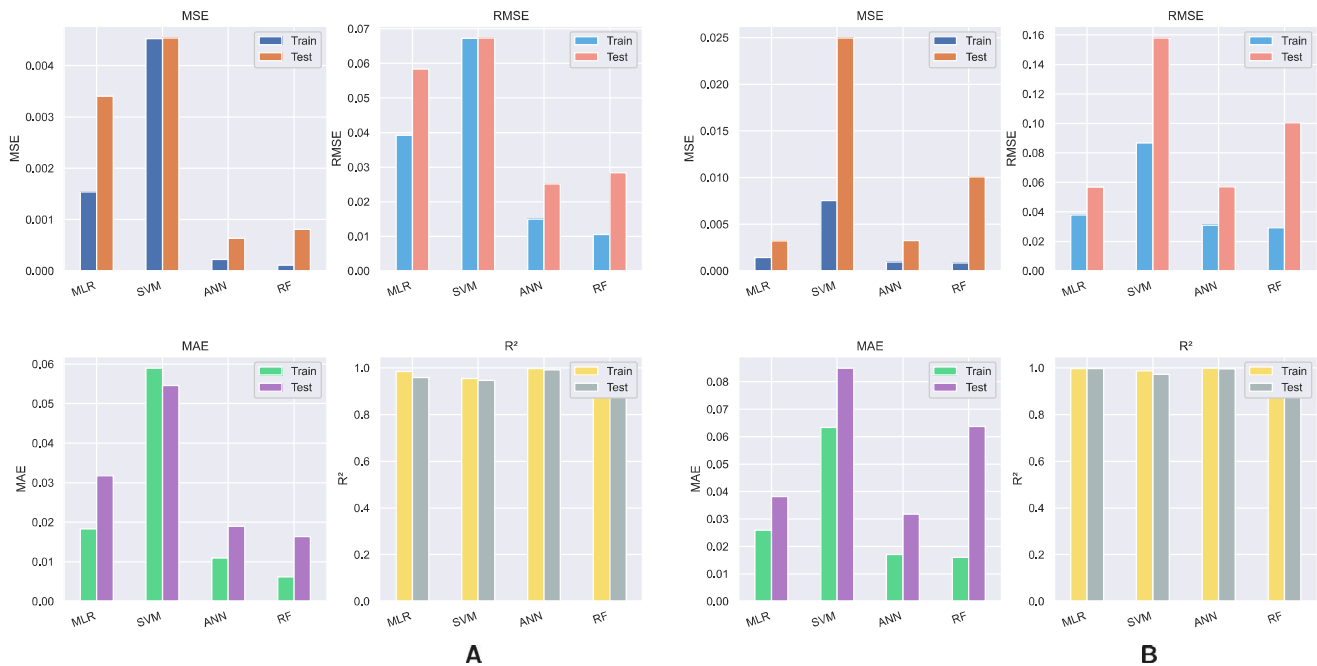 MSE
MSE
0.004
0.003
0.002
0.001
0.000
Train
Test
MLR
SVM
ANN
RF
RMSE
RMSE
0.07
0.06
0.05
0.04
0.03
0.02
0.01
0.00
Train
Test
MLR
SVM
ANN
RF
MAE
MAE
0.06
0.05
0.04
0.03
0.02
0.01
0.00
Train
Test
MLR
SVM
ANN
RF
R²
R²
1.0
0.8
0.6
0.4
0.2
0.0
Train
Test
MLR
SVM
ANN
RF
A
MSE
MSE
0.025
0.020
0.015
0.010
0.005
0.000
Train
Test
MLR
SVM
ANN
RF
RMSE
RMSE
0.16
0.14
0.12
0.10
0.08
0.06
0.04
0.02
0.00
Train
Test
MLR
SVM
ANN
RF
MAE
MAE
0.08
0.07
0.06
0.05
0.04
0.03
0.02
0.01
0.00
Train
Test
MLR
SVM
ANN
RF
R²
R²
1.0
0.8
0.6
0.4
0.2
0.0
Train
Test
MLR
SVM
ANN
RF
B